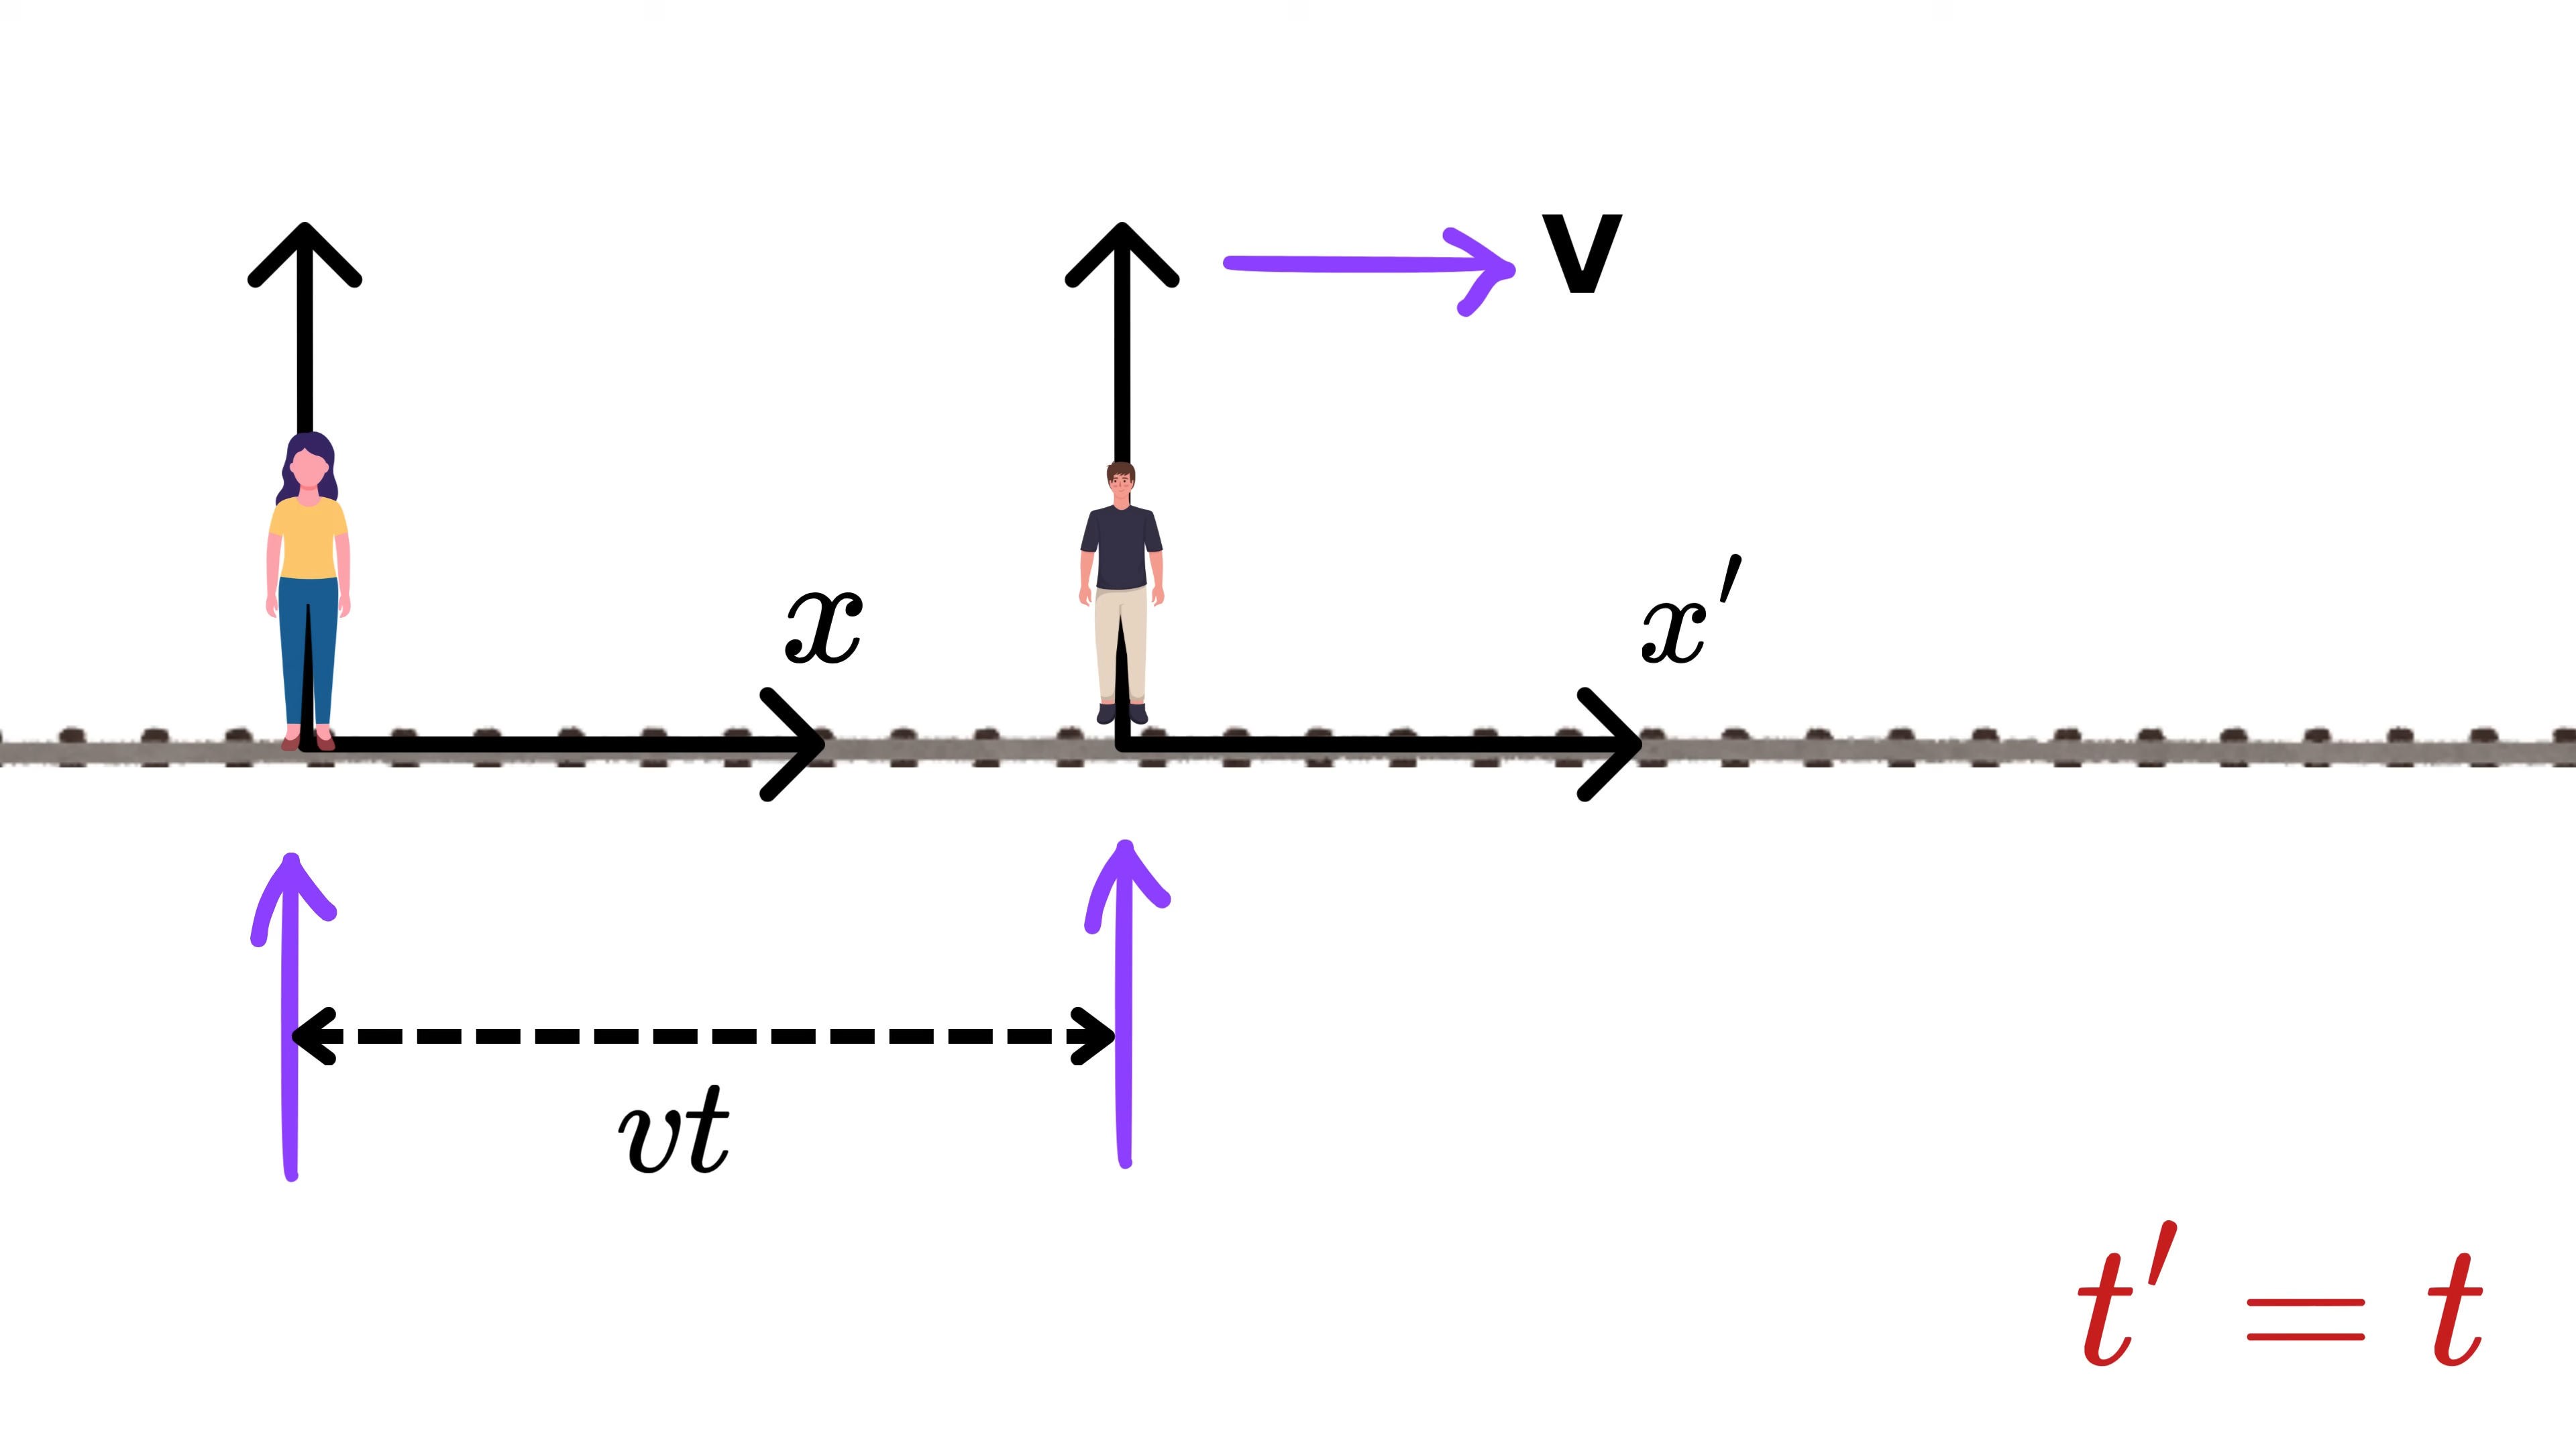 V
x
x′
vt
t′ = t